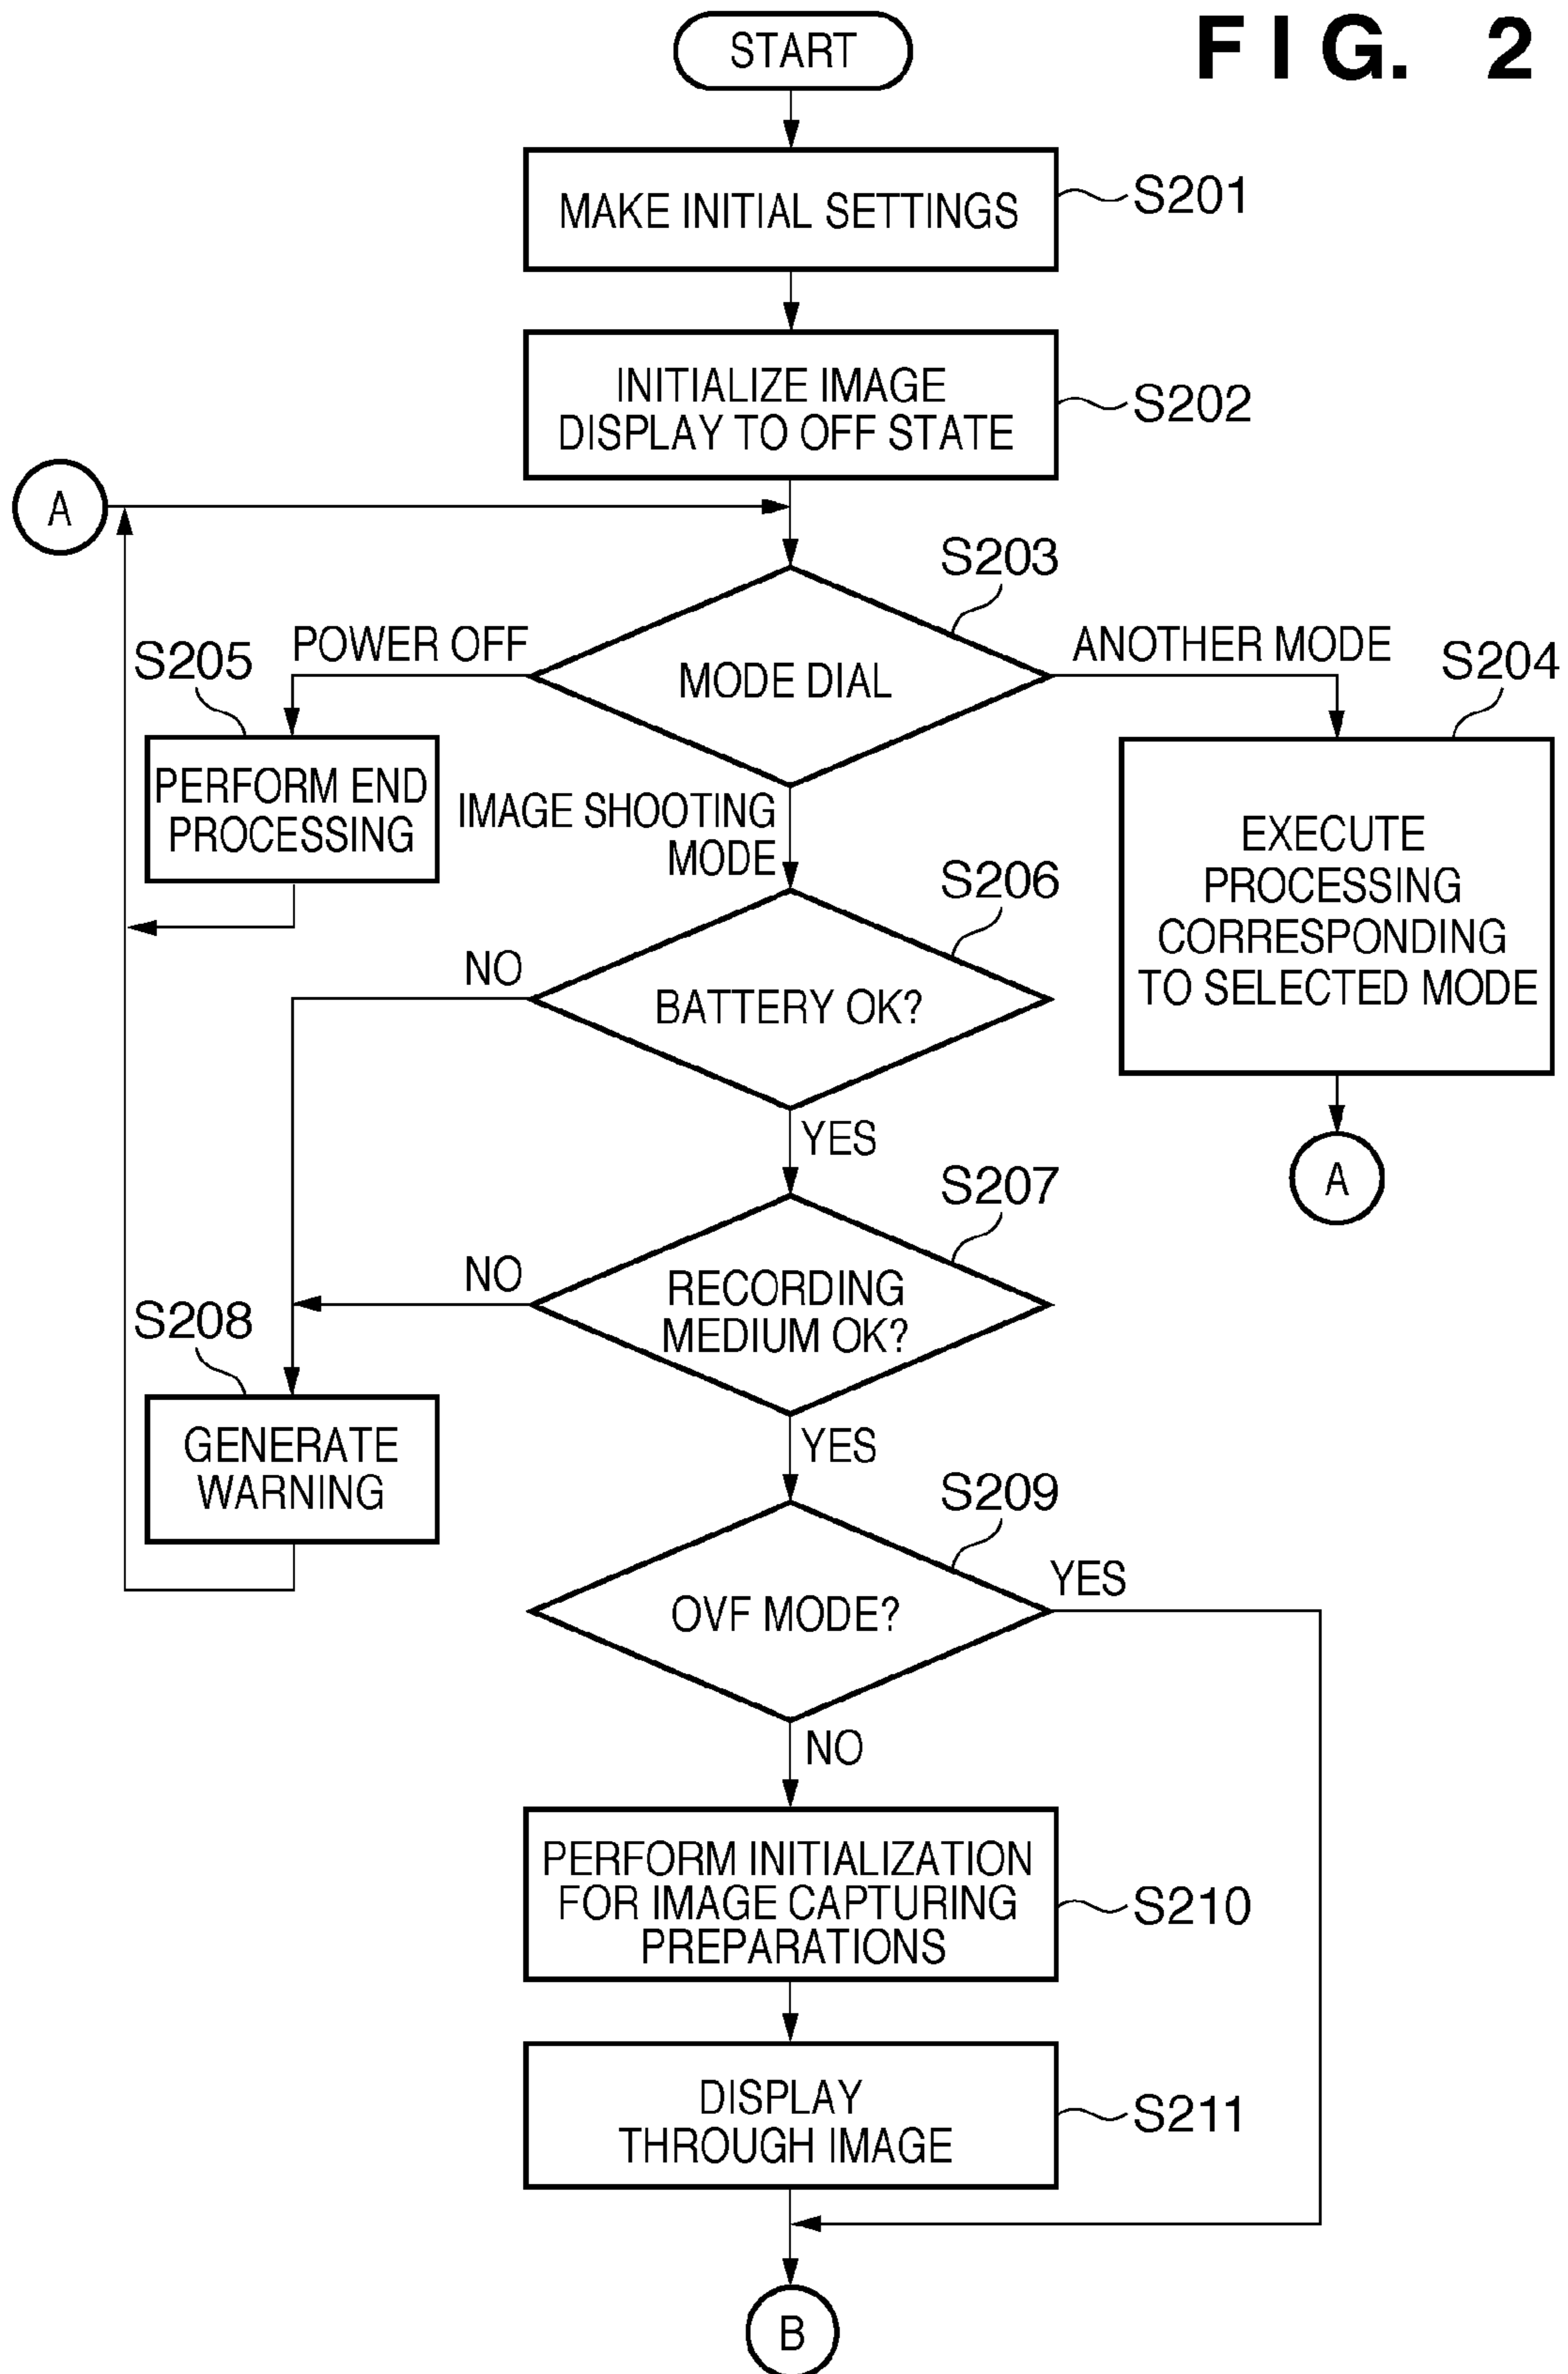 FIG. 2
START
MAKE INITIAL SETTINGS
S201
INITIALIZE IMAGE
DISPLAY TO OFF STATE
S202
A
S203
MODE DIAL
POWER OFF
ANOTHER MODE
S205
S204
PERFORM END
PROCESSING
IMAGE SHOOTING
MODE
EXECUTE
PROCESSING
CORRESPONDING
TO SELECTED MODE
A
S206
BATTERY OK?
NO
YES
S207
RECORDING
MEDIUM OK?
NO
YES
S208
GENERATE
WARNING
S209
OVF MODE?
YES
NO
PERFORM INITIALIZATION
FOR IMAGE CAPTURING
PREPARATIONS
S210
DISPLAY
THROUGH IMAGE
S211
B